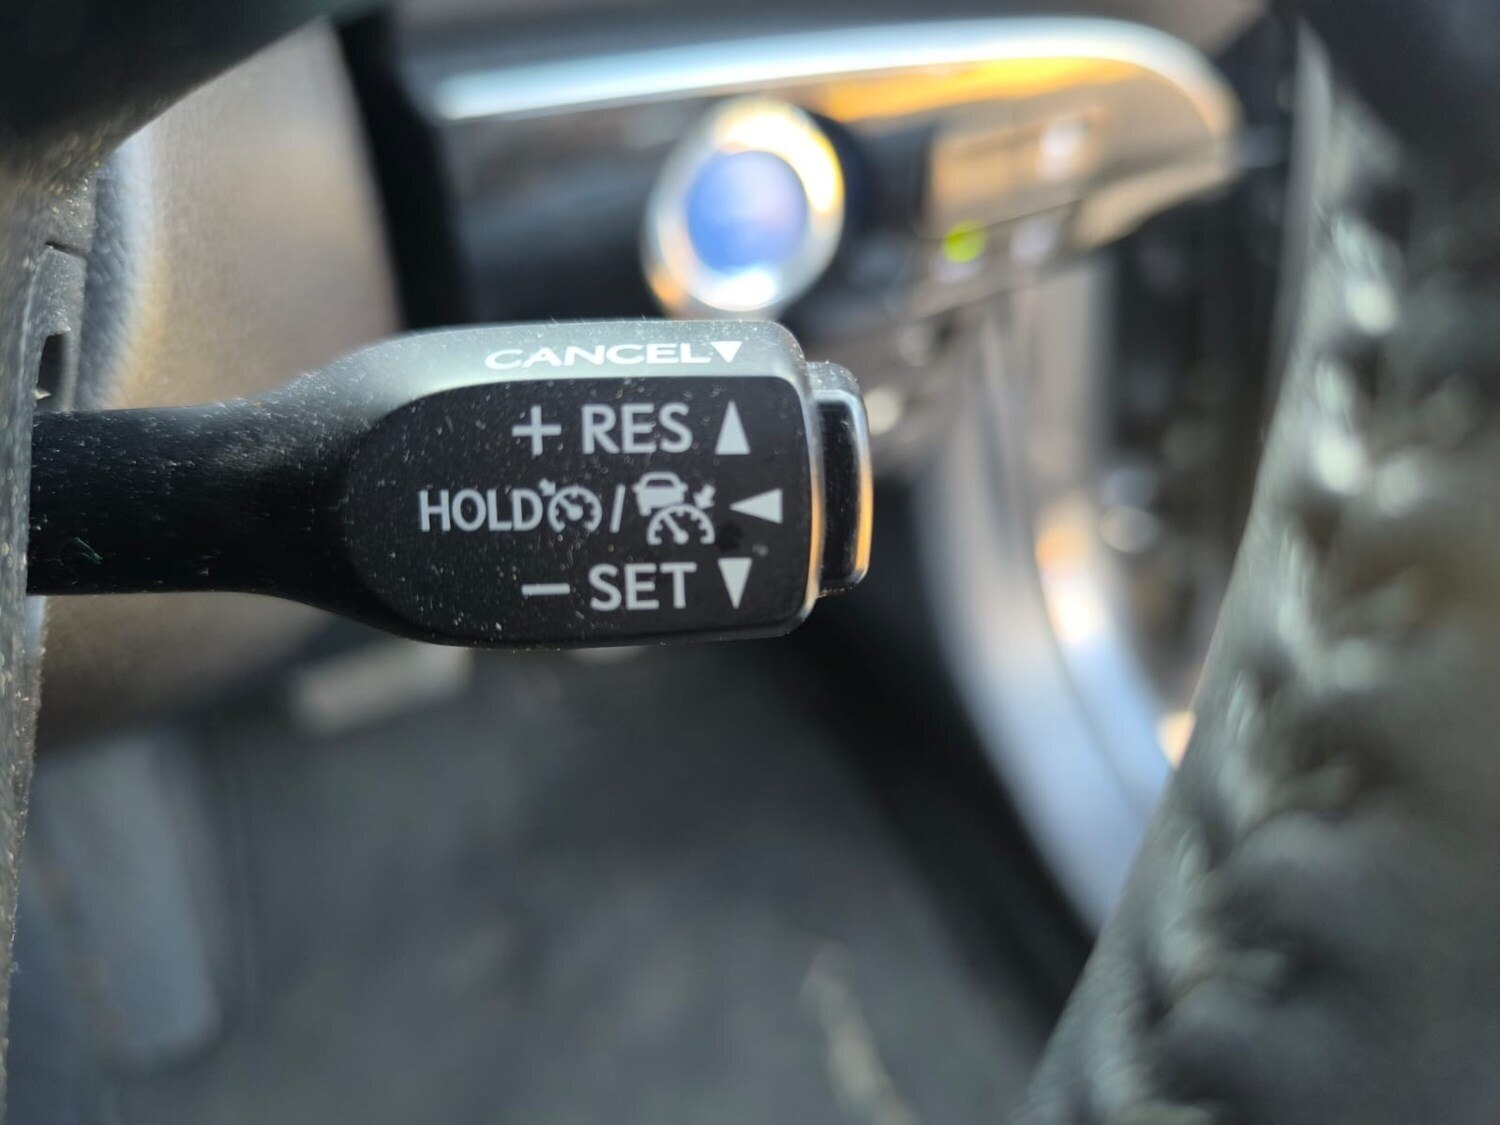 CANCEL▼
+ RES ▲
HOLD / ◀
− SET ▼